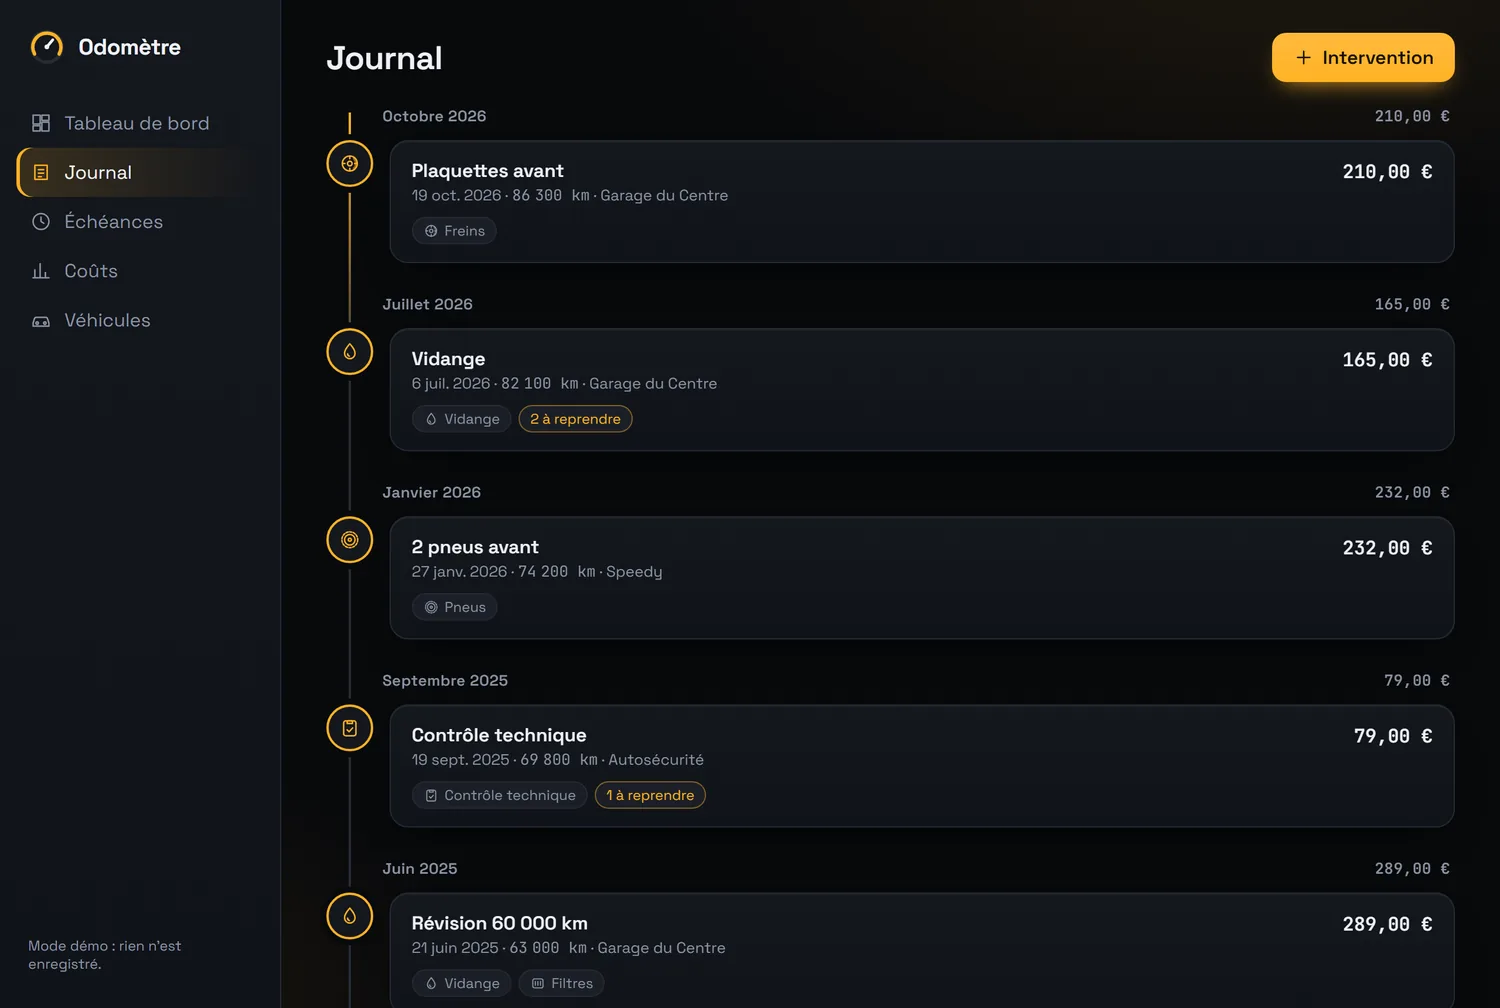 Odomètre
Tableau de bord
Journal
Échéances
Coûts
Véhicules
Mode démo : rien n'est
enregistré.
Journal
+ Intervention
Octobre 2026 210,00 €
Plaquettes avant 210,00 €
19 oct. 2026 · 86 300 km · Garage du Centre
Freins
Juillet 2026 165,00 €
Vidange 165,00 €
6 juil. 2026 · 82 100 km · Garage du Centre
Vidange 2 à reprendre
Janvier 2026 232,00 €
2 pneus avant 232,00 €
27 janv. 2026 · 74 200 km · Speedy
Pneus
Septembre 2025 79,00 €
Contrôle technique 79,00 €
19 sept. 2025 · 69 800 km · Autosécurité
Contrôle technique 1 à reprendre
Juin 2025 289,00 €
Révision 60 000 km 289,00 €
21 juin 2025 · 63 000 km · Garage du Centre
Vidange Filtres